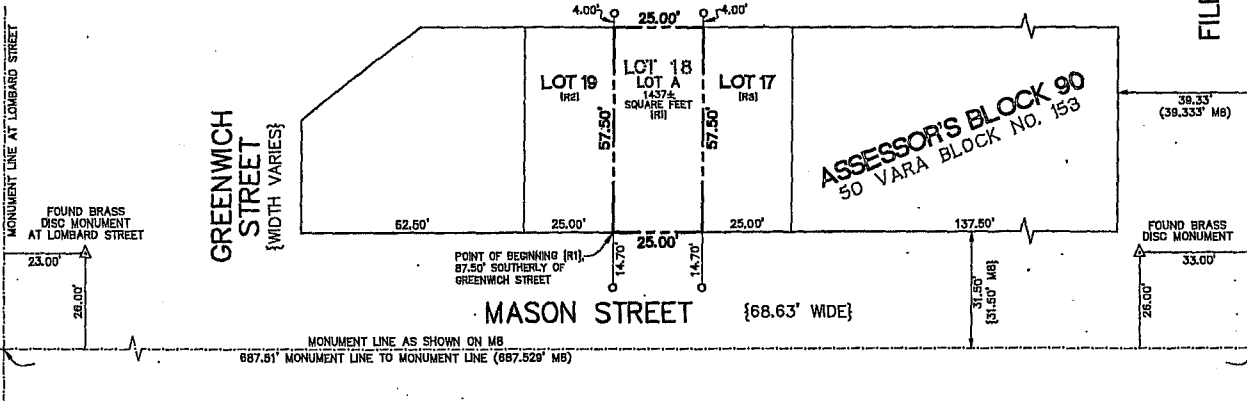 MONUMENT LINE AT LOMBARD STREET
4.00'
25.00'
4.00'
FILE
LOT 19
[R2]
LOT 18
LOT A
1437±
SQUARE FEET
[R1]
LOT 17
[R3]
57.50'
57.50'
ASSESSOR'S BLOCK 90
50 VARA BLOCK NO. 153
39.33'
(39.333' M8)
GREENWICH
STREET
{WIDTH VARIES}
FOUND BRASS
DISC MONUMENT
AT LOMBARD STREET
23.00'
26.00'
62.50'
25.00'
25.00'
25.00'
137.50'
POINT OF BEGINNING [R1],
87.50' SOUTHERLY OF
GREENWICH STREET
14.70'
14.70'
FOUND BRASS
DISC MONUMENT
33.00'
26.00'
31.50'
{31.50' M8}
MASON STREET
{68.63' WIDE}
MONUMENT LINE AS SHOWN ON M8
687.51' MONUMENT LINE TO MONUMENT LINE (687.529' M8)